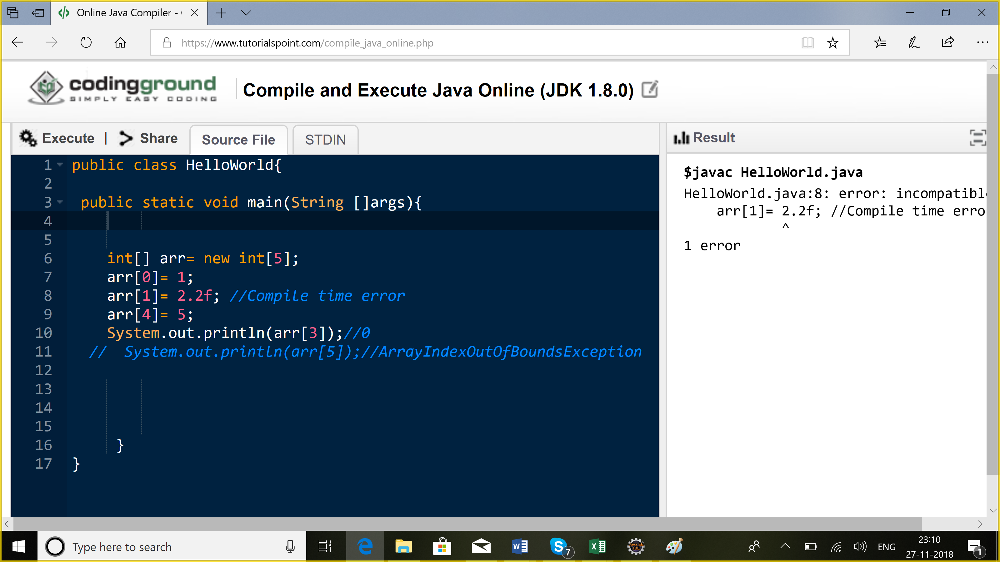 Online Java Compiler -
https://www.tutorialspoint.com/compile_java_online.php
codingground
SIMPLY EASY CODING
Compile and Execute Java Online (JDK 1.8.0)
Execute | Share
Source File
STDIN
Result
1 public class HelloWorld{
2
3 public static void main(String []args){
4
5
6 int[] arr= new int[5];
7 arr[0]= 1;
8 arr[1]= 2.2f; //Compile time error
9 arr[4]= 5;
10 System.out.println(arr[3]);//0
11 // System.out.println(arr[5]);//ArrayIndexOutOfBoundsException
12
13
14
15
16 }
17 }
$javac HelloWorld.java
HelloWorld.java:8: error: incompatibl
arr[1]= 2.2f; //Compile time erro
^
1 error
Type here to search
7
Java EE
IDE
ENG
23:10
27-11-2018
1